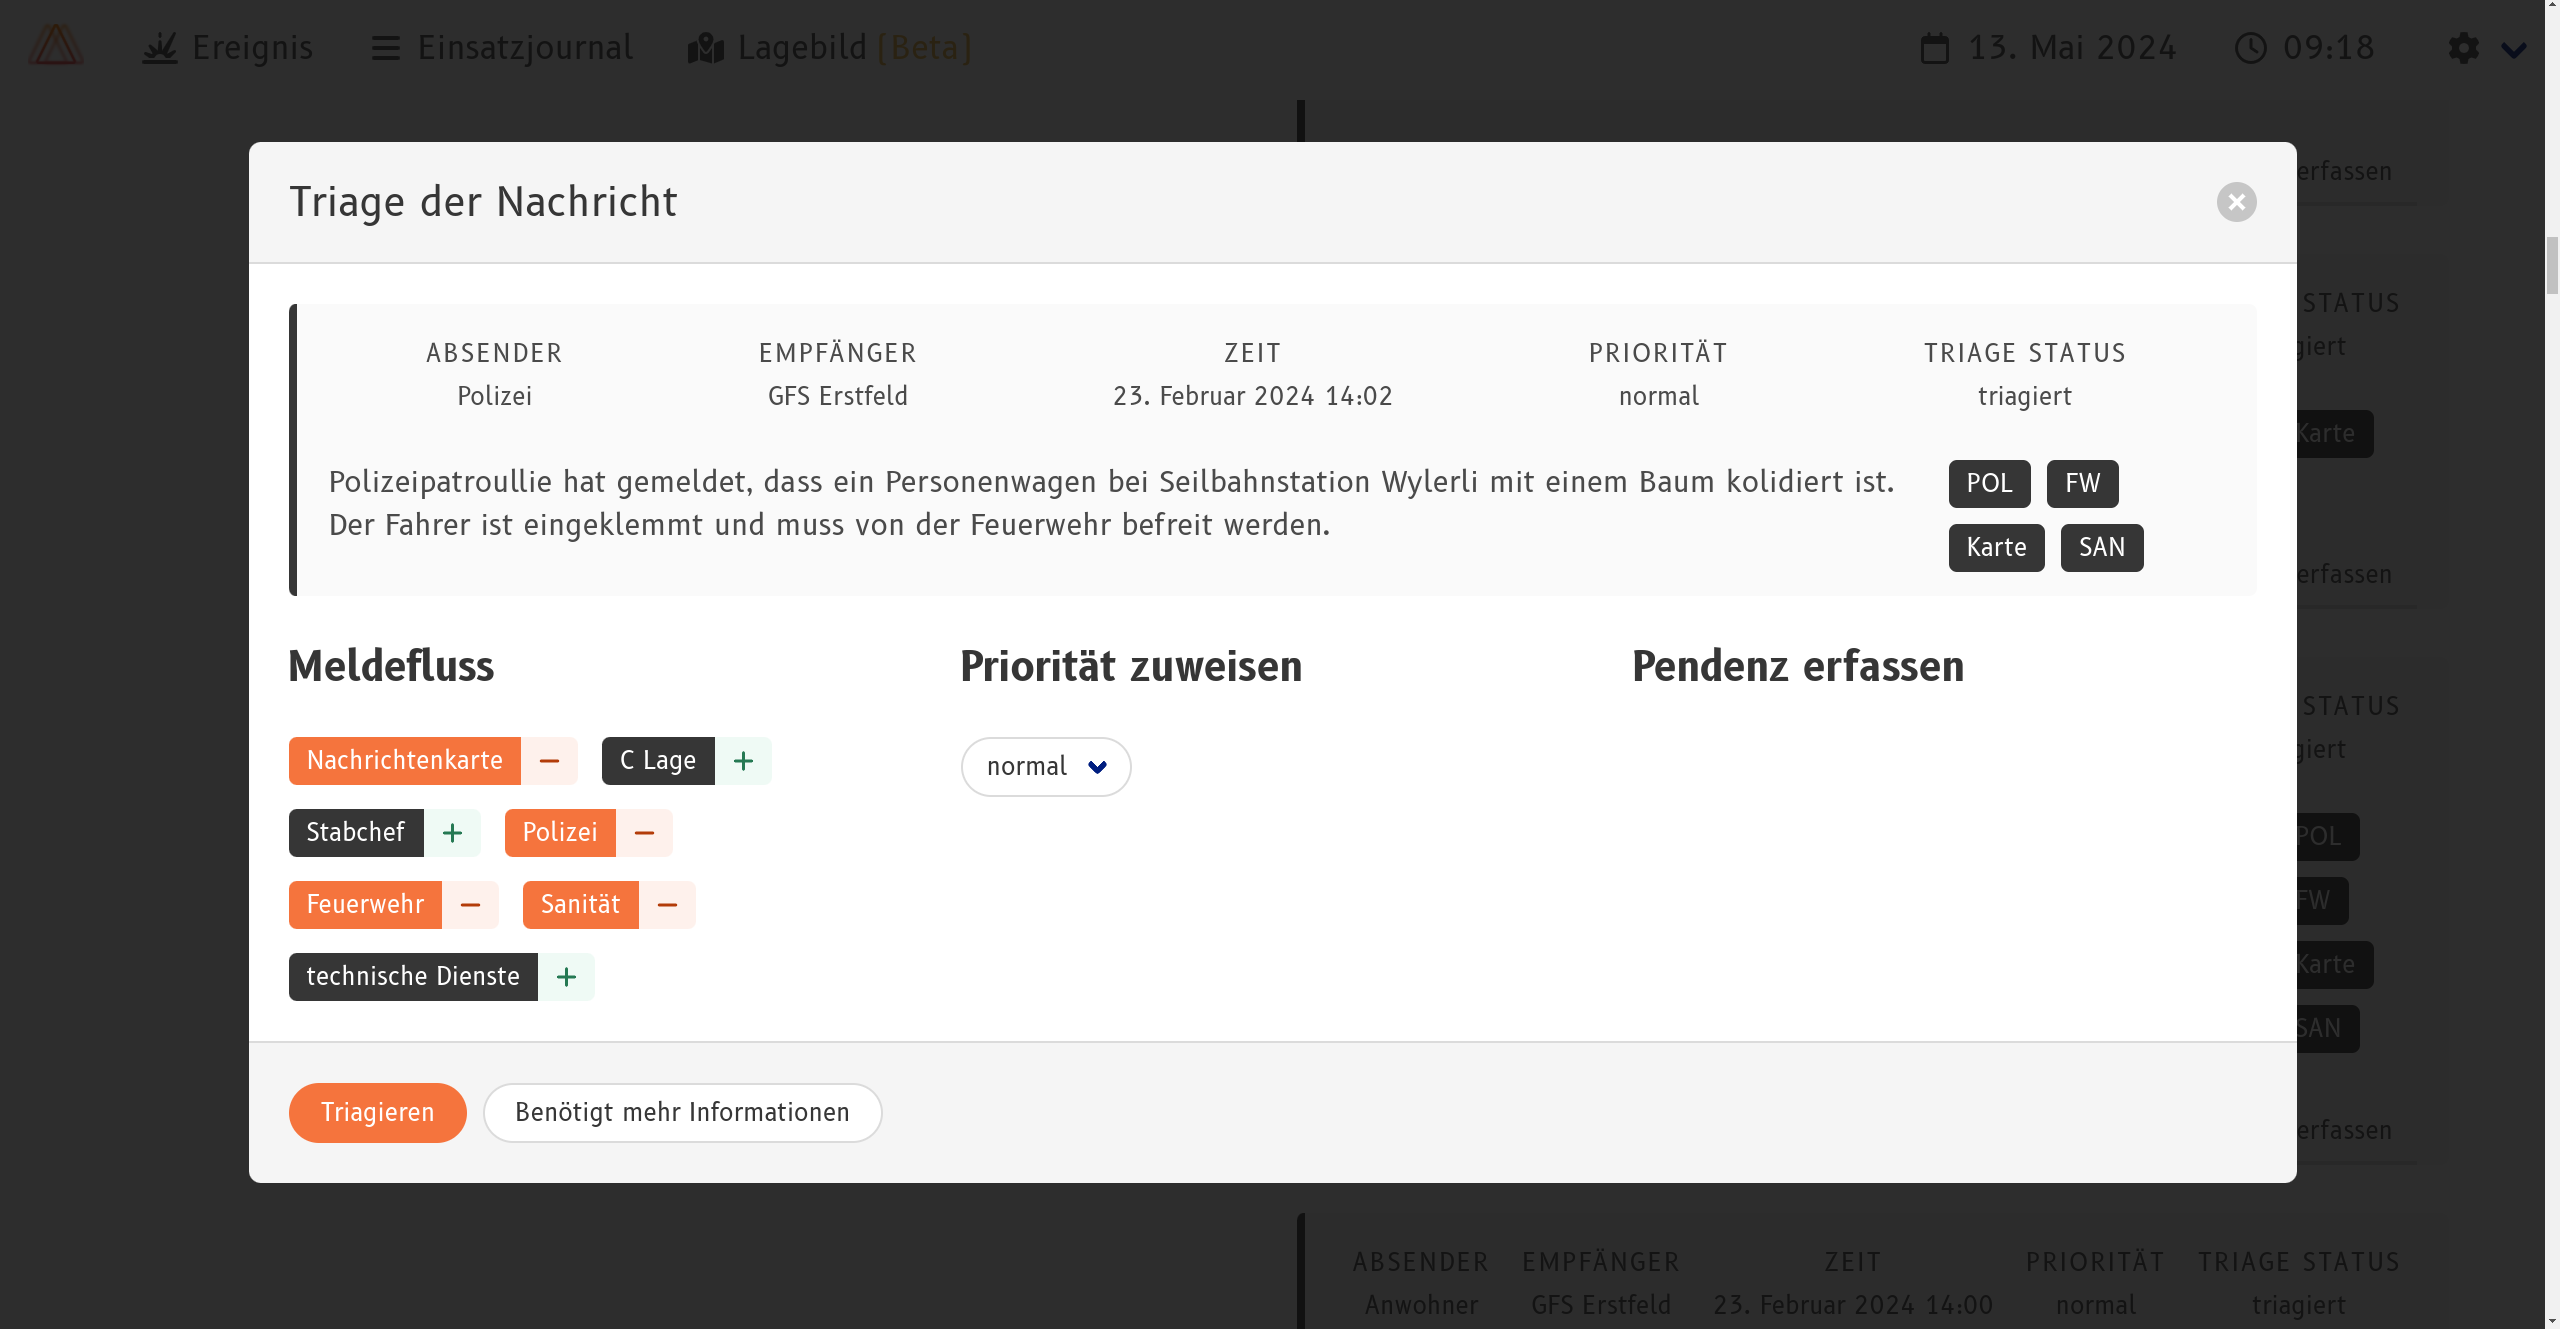 Ereignis Einsatzjournal Lagebild (Beta) 13. Mai 2024 09:18
erfassen
Triage der Nachricht
STATUS
ABSENDER EMPFÄNGER ZEIT PRIORITÄT TRIAGE STATUS
Polizei GFS Erstfeld 23. Februar 2024 14:02 normal triagiert
Karte
Polizeipatroullie hat gemeldet, dass ein Personenwagen bei Seilbahnstation Wylerli mit einem Baum kolidiert ist.
Der Fahrer ist eingeklemmt und muss von der Feuerwehr befreit werden.
POL FW
Karte SAN
erfassen
Meldefluss
Nachrichtenkarte C Lage
Stabchef Polizei
Feuerwehr Sanität
technische Dienste
Priorität zuweisen
normal
Pendenz erfassen
STATUS
POL
FW
Karte
SAN
Triagieren Benötigt mehr Informationen
erfassen
ABSENDER EMPFÄNGER ZEIT PRIORITÄT TRIAGE STATUS
Anwohner GFS Erstfeld 23. Februar 2024 14:00 normal triagiert